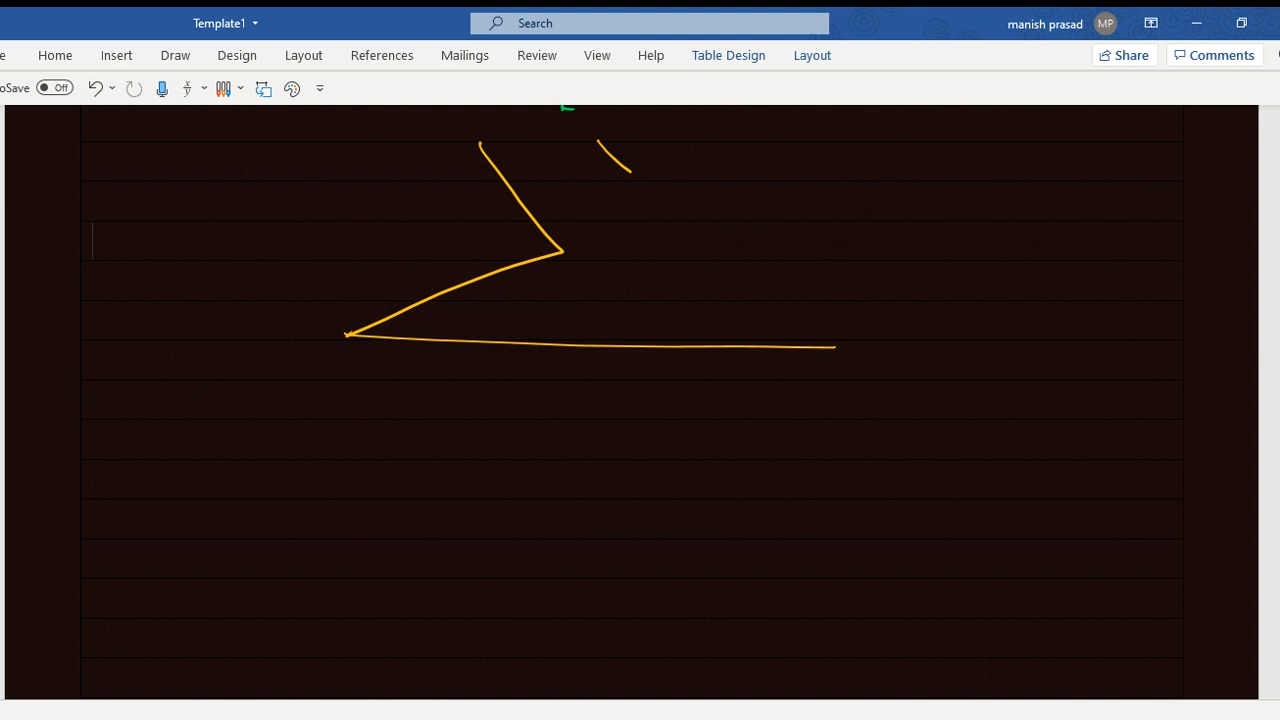 Template1
Search
manish prasad MP
Home Insert Draw Design Layout References Mailings Review View Help Table Design Layout Share Comments
oSave Off